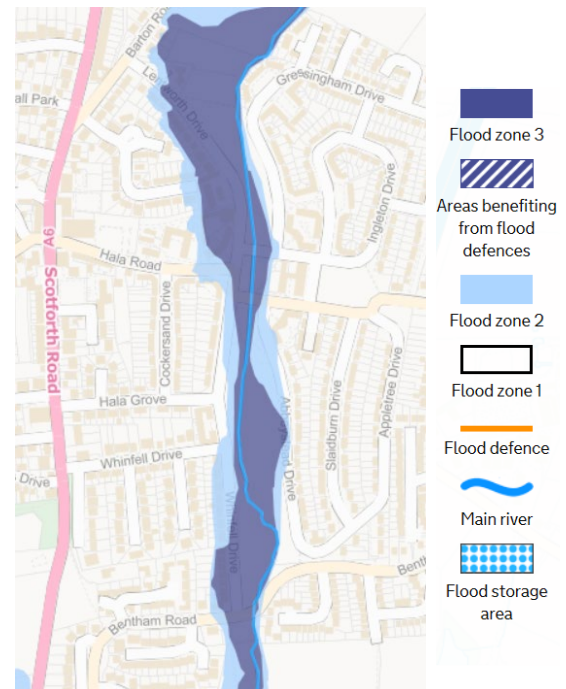 Barton Ro
Gressingham Drive
all Park
Ingleton Drive
Hala Road
A6
Scotforth Road
Cockersand Drive
Appletree Drive
Slaidburn Drive
Hala Grove
Whinfell Drive
Drive
Drive
Bent
Bentham Road
Flood zone 3
Areas benefiting
from flood
defences
Flood zone 2
Flood zone 1
Flood defence
Main river
Flood storage
area